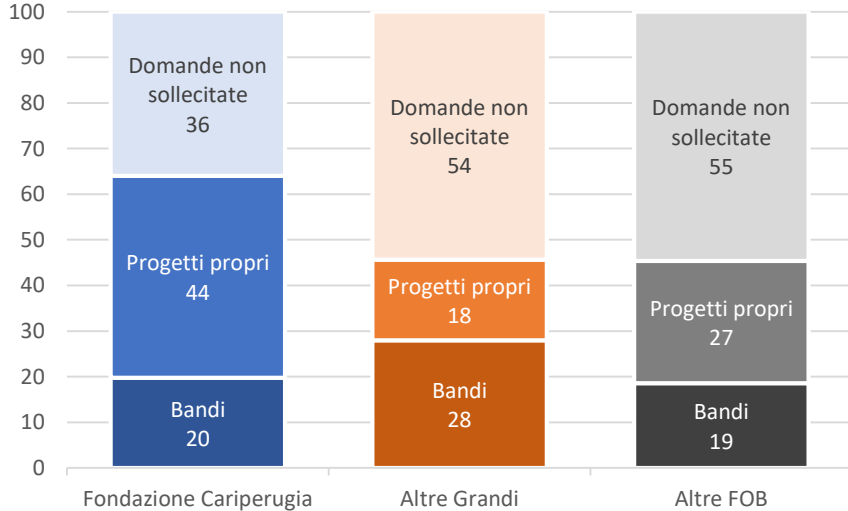 100
90
80
70
60
50
40
30
20
10
0
Domande non
sollecitate
36
Progetti propri
44
Bandi
20
Domande non
sollecitate
54
Progetti propri
18
Bandi
28
Domande non
sollecitate
55
Progetti propri
27
Bandi
19
Fondazione Cariperugia
Altre Grandi
Altre FOB